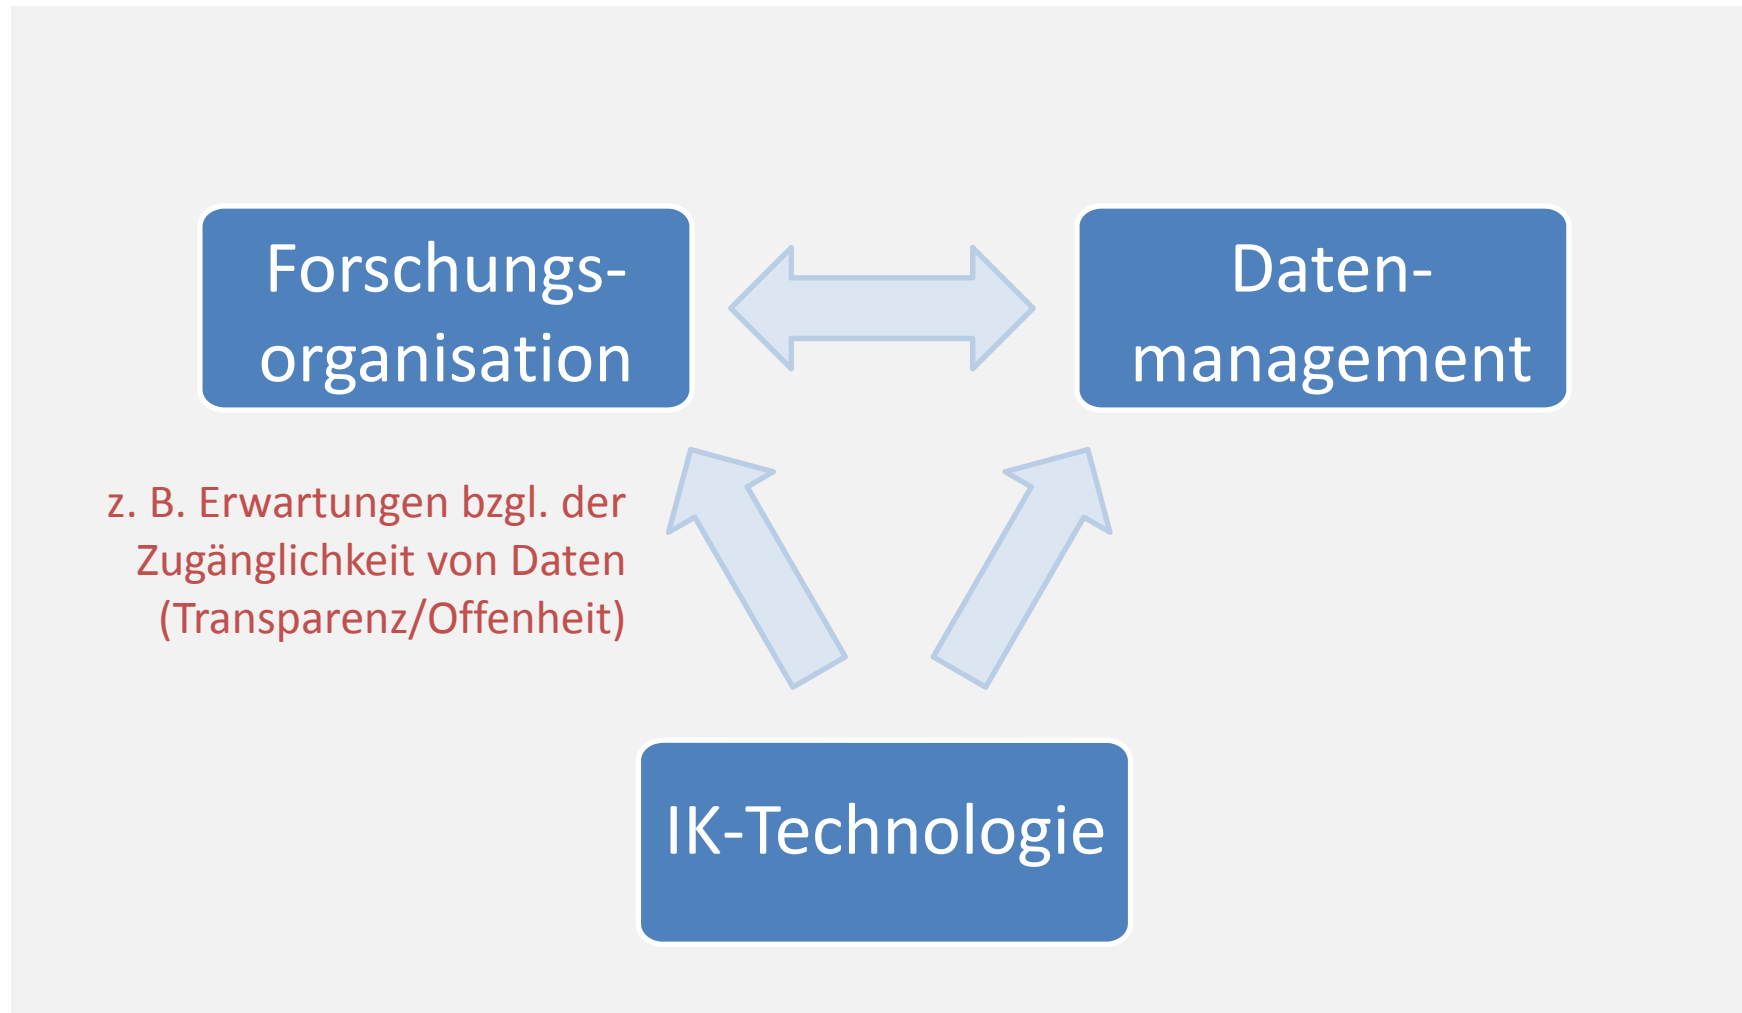 Forschungs-
organisation
Daten-
management
z. B. Erwartungen bzgl. der
Zugänglichkeit von Daten
(Transparenz/Offenheit)
IK-Technologie